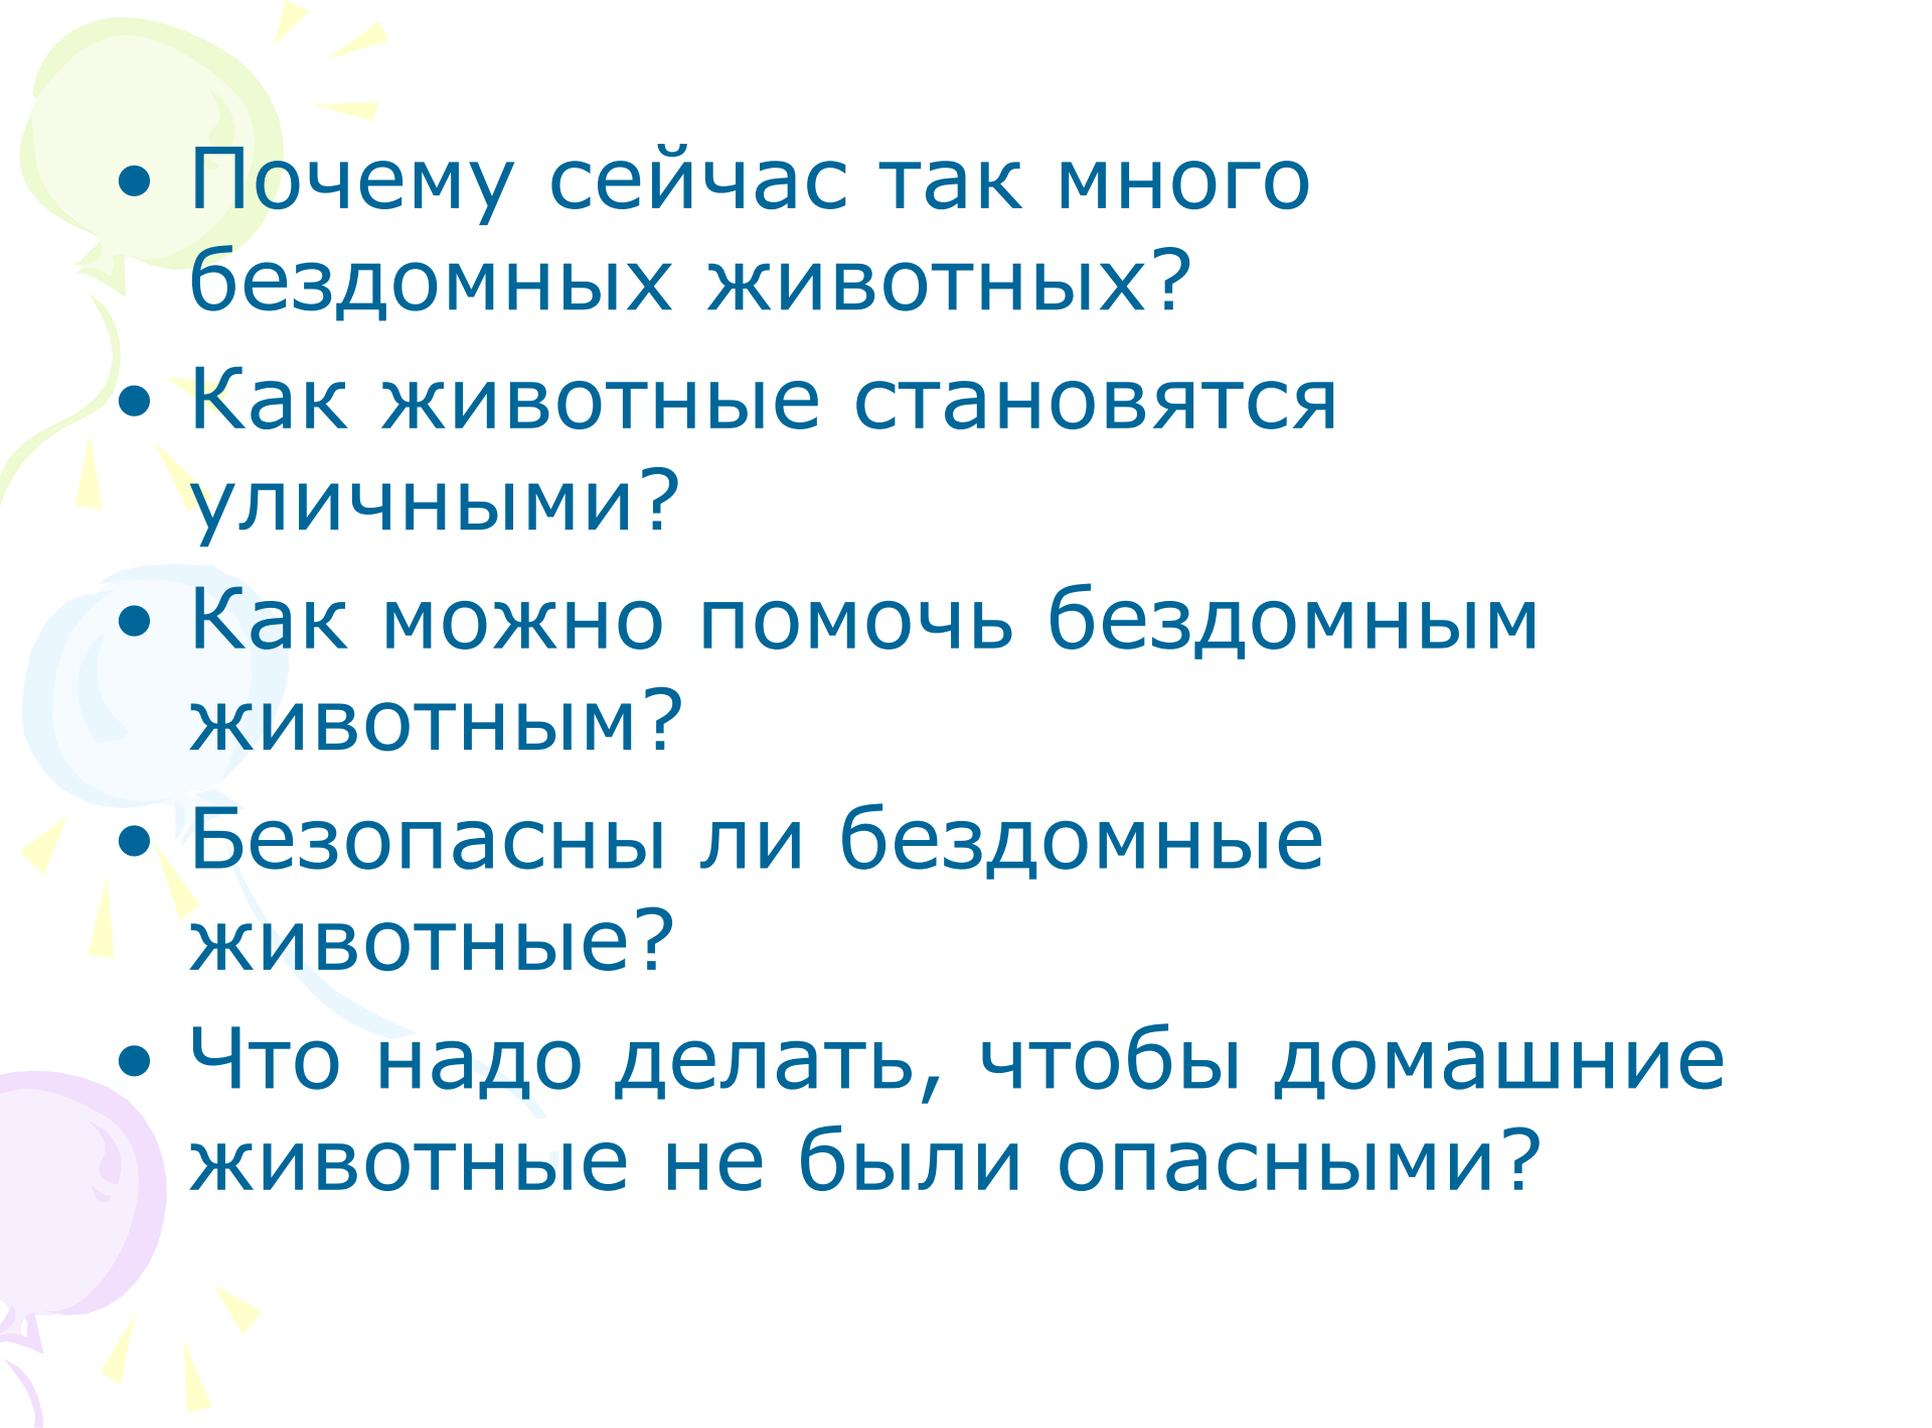 • Почему сейчас так много
бездомных животных?
• Как животные становятся
уличными?
• Как можно помочь бездомным
животным?
• Безопасны ли бездомные
животные?
• Что надо делать, чтобы домашние
животные не были опасными?